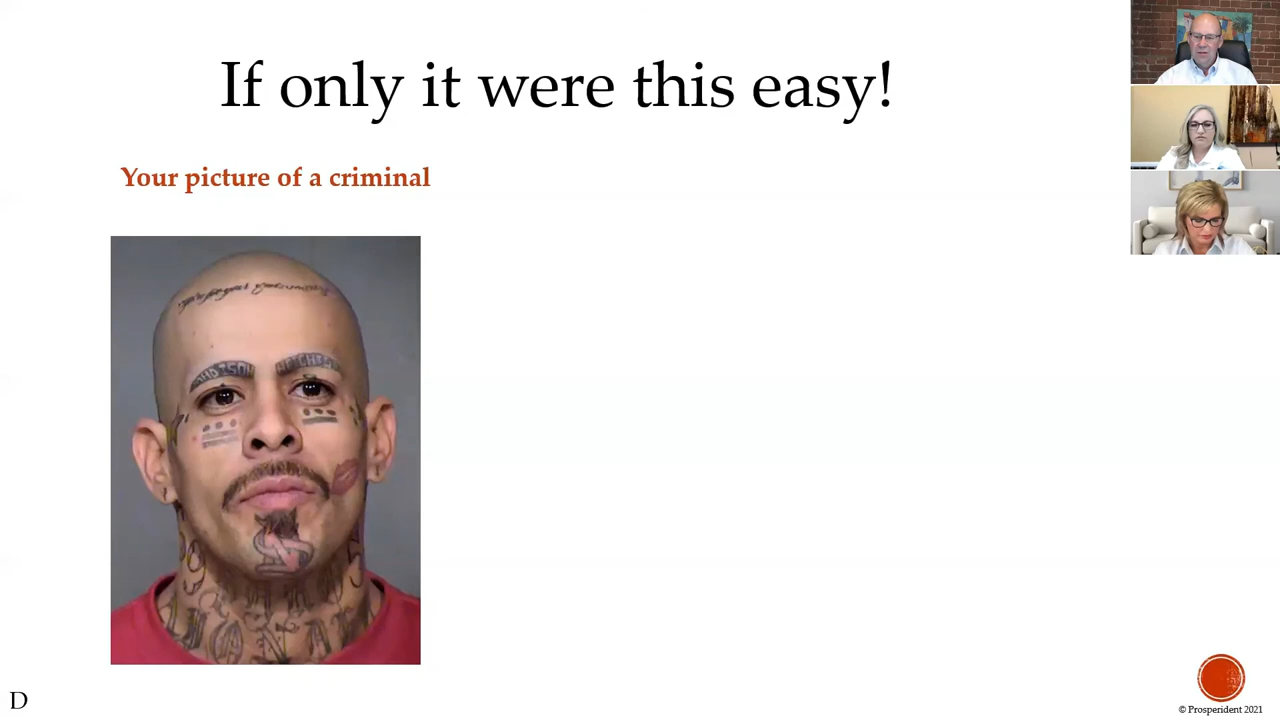 If only it were this easy!
Your picture of a criminal
D
© Prosperident 2021